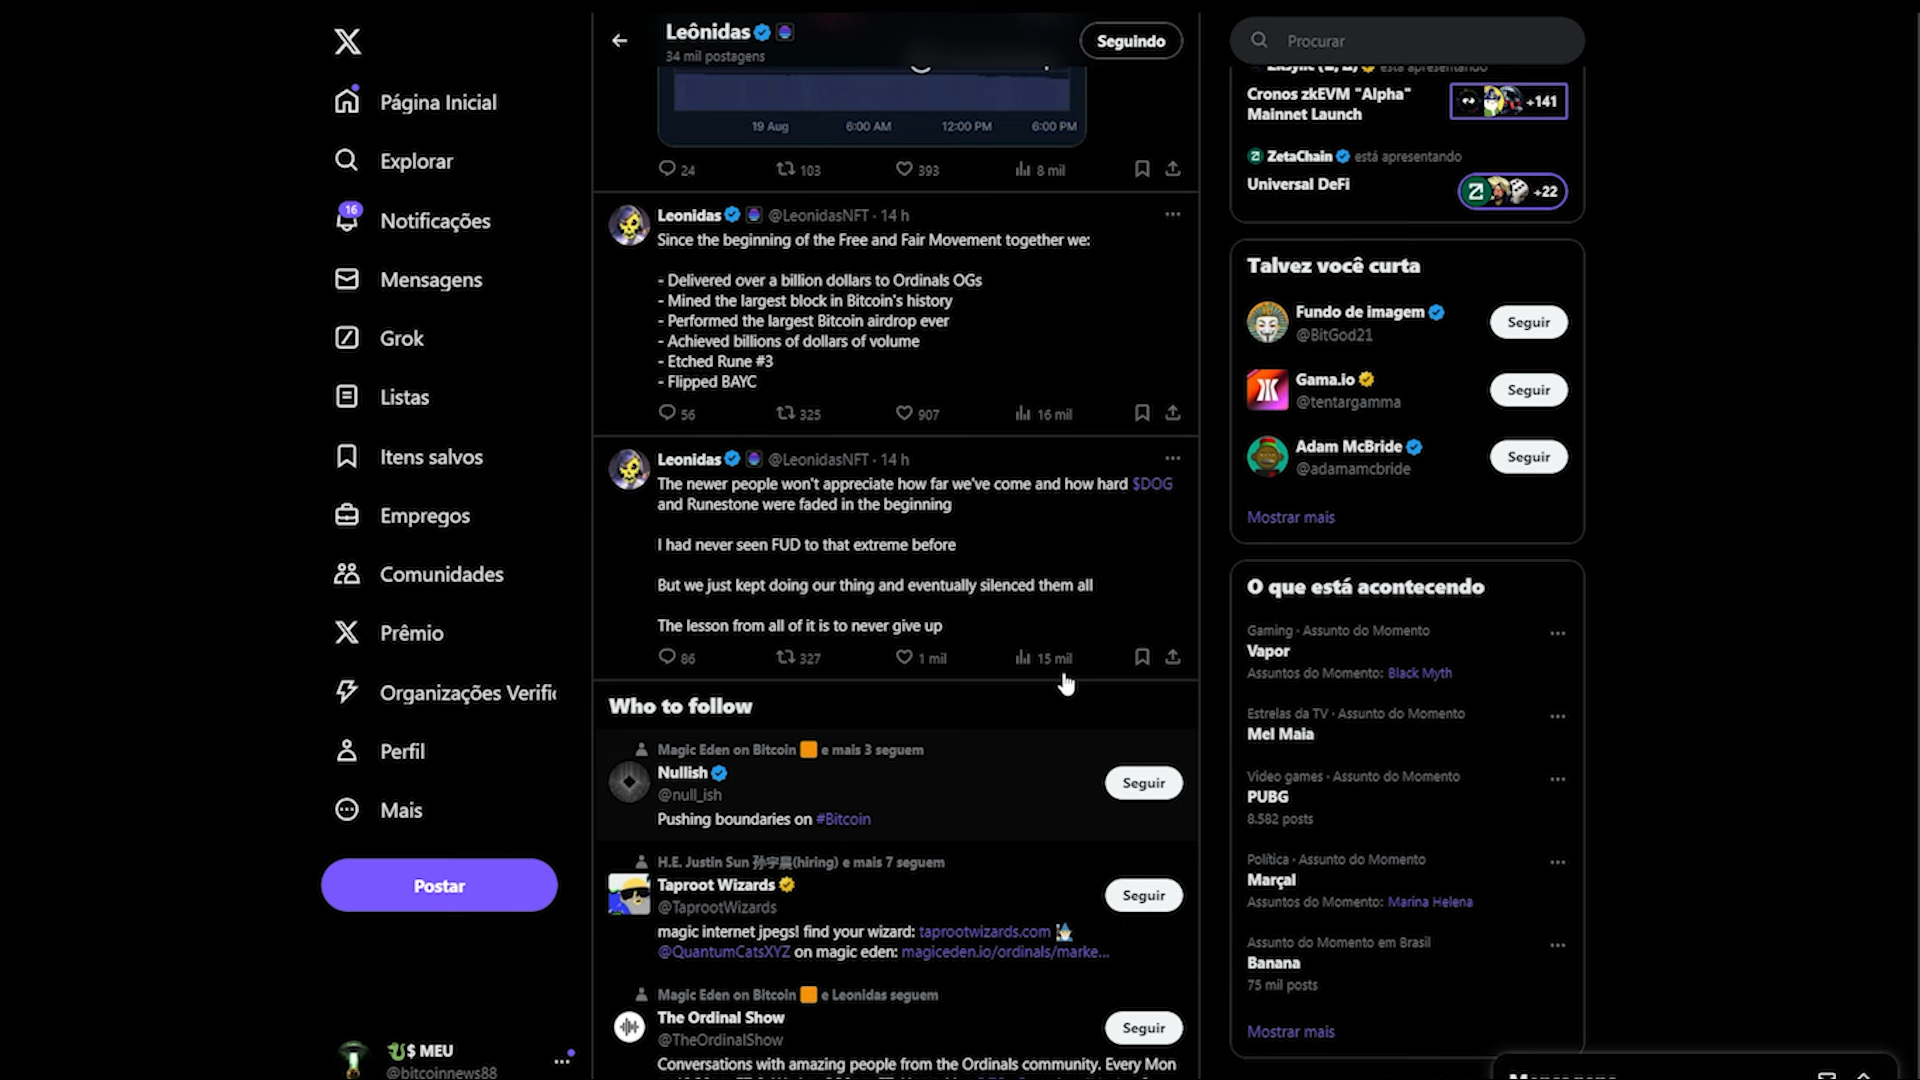 Página Inicial
Explorar
16
Notificações
Mensagens
Grok
Listas
Itens salvos
Empregos
Comunidades
Prêmio
Organizações Verific
Perfil
Mais
Postar
$ MEU
@bitcoinnews88
Leônidas
34 mil postagens
Seguindo
19 Aug 6:00 AM 12:00 PM 6:00 PM
24 103 393 8 mil
Leonidas @LeonidasNFT · 14 h
Since the beginning of the Free and Fair Movement together we:
- Delivered over a billion dollars to Ordinals OGs
- Mined the largest block in Bitcoin's history
- Performed the largest Bitcoin airdrop ever
- Achieved billions of dollars of volume
- Etched Rune #3
- Flipped BAYC
56 325 907 16 mil
Leonidas @LeonidasNFT · 14 h
The newer people won't appreciate how far we've come and how hard $DOG
and Runestone were faded in the beginning
I had never seen FUD to that extreme before
But we just kept doing our thing and eventually silenced them all
The lesson from all of it is to never give up
86 327 1 mil 15 mil
Who to follow
Magic Eden on Bitcoin 🟧 e mais 3 seguem
Nullish
@null_ish
Pushing boundaries on #Bitcoin
Seguir
H.E. Justin Sun 孙宇晨(hiring) e mais 7 seguem
Taproot Wizards
@TaprootWizards
magic internet jpegs! find your wizard: taprootwizards.com
@QuantumCatsXYZ on magic eden: magiceden.io/ordinals/marke...
Seguir
Magic Eden on Bitcoin 🟧 e Leonidas seguem
The Ordinal Show
@TheOrdinalShow
Conversations with amazing people from the Ordinals community. Every Mon
Seguir
Procurar
está apresentando
Cronos zkEVM "Alpha"
Mainnet Launch
+141
ZetaChain está apresentando
Universal DeFi
+22
Talvez você curta
Fundo de imagem
@BitGod21
Seguir
Gama.io
@tentargamma
Seguir
Adam McBride
@adamamcbride
Seguir
Mostrar mais
O que está acontecendo
Gaming · Assunto do Momento
Vapor
Assuntos do Momento: Black Myth
Estrelas da TV · Assunto do Momento
Mel Maia
Video games · Assunto do Momento
PUBG
8.582 posts
Política · Assunto do Momento
Marçal
Assuntos do Momento: Marina Helena
Assunto do Momento em Brasil
Banana
75 mil posts
Mostrar mais